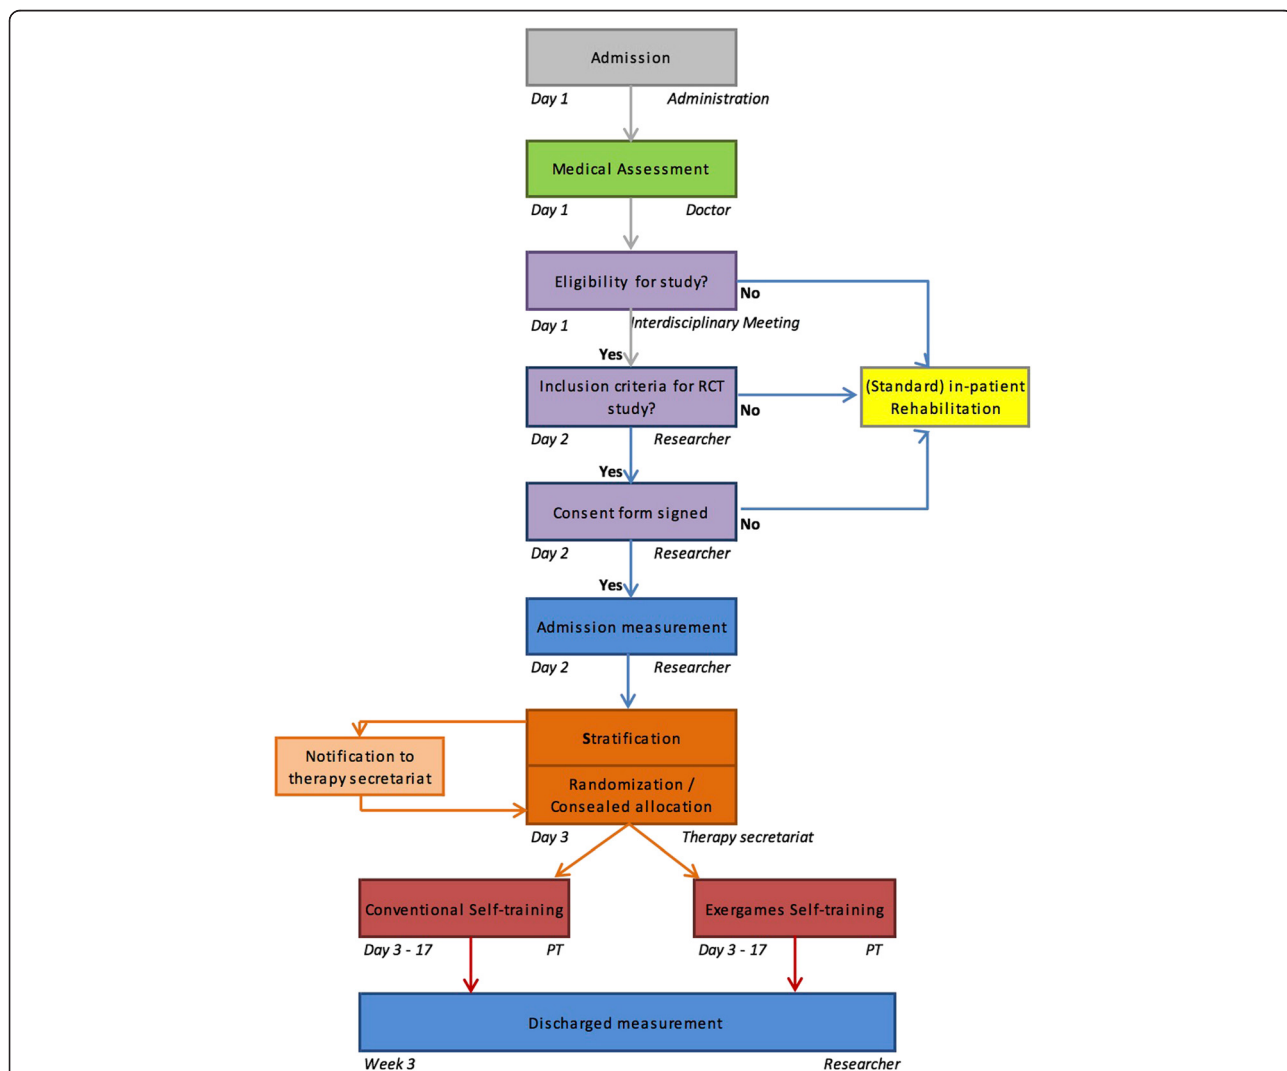 Admission
Day 1 Administration
Medical Assessment
Day 1 Doctor
Eligibility for study?
No
Day 1 Interdisciplinary Meeting
Yes
Inclusion criteria for RCT
study?
No
(Standard) in-patient
Rehabilitation
Day 2 Researcher
Yes
Consent form signed
No
Day 2 Researcher
Yes
Admission measurement
Day 2 Researcher
Stratification
Notification to
therapy secretariat
Randomization /
Consealed allocation
Day 3 Therapy secretariat
Conventional Self-training
Day 3 - 17 PT
Exergames Self-training
Day 3 - 17 PT
Discharged measurement
Week 3 Researcher